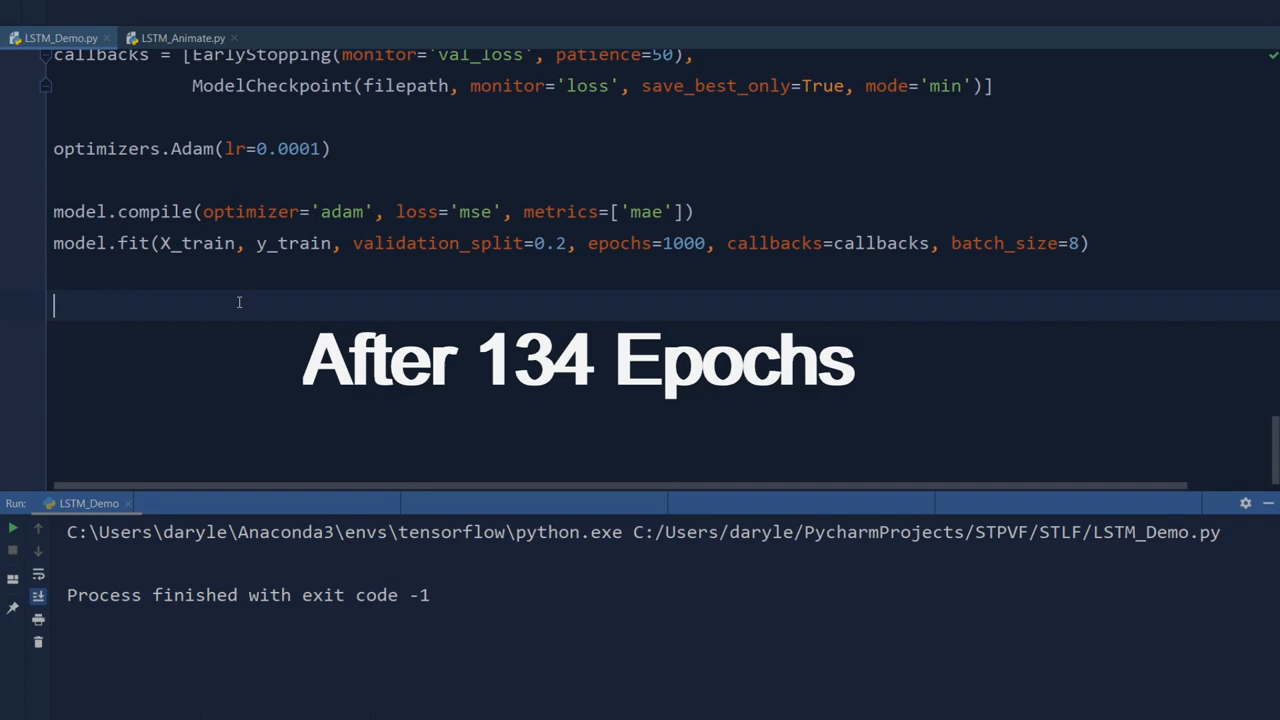 LSTM_Demo.py
LSTM_Animate.py
callbacks = [EarlyStopping(monitor='val_loss', patience=50),
ModelCheckpoint(filepath, monitor='loss', save_best_only=True, mode='min')]
optimizers.Adam(lr=0.0001)
model.compile(optimizer='adam', loss='mse', metrics=['mae'])
model.fit(X_train, y_train, validation_split=0.2, epochs=1000, callbacks=callbacks, batch_size=8)
After 134 Epochs
Run: LSTM_Demo
C:\Users\daryle\Anaconda3\envs\tensorflow\python.exe C:/Users/daryle/PycharmProjects/STPVF/STLF/LSTM_Demo.py
Process finished with exit code -1